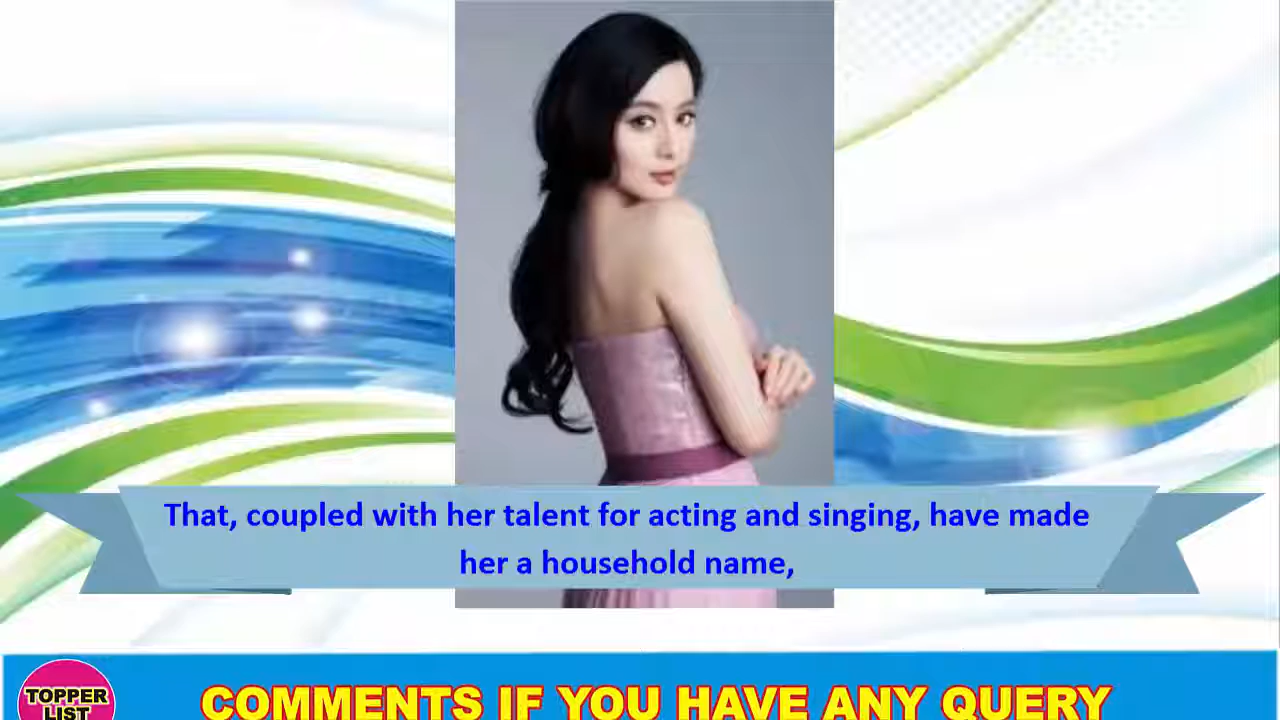 That, coupled with her talent for acting and singing, have made
her a household name,
TOPPER
LIST
COMMENTS IF YOU HAVE ANY QUERY